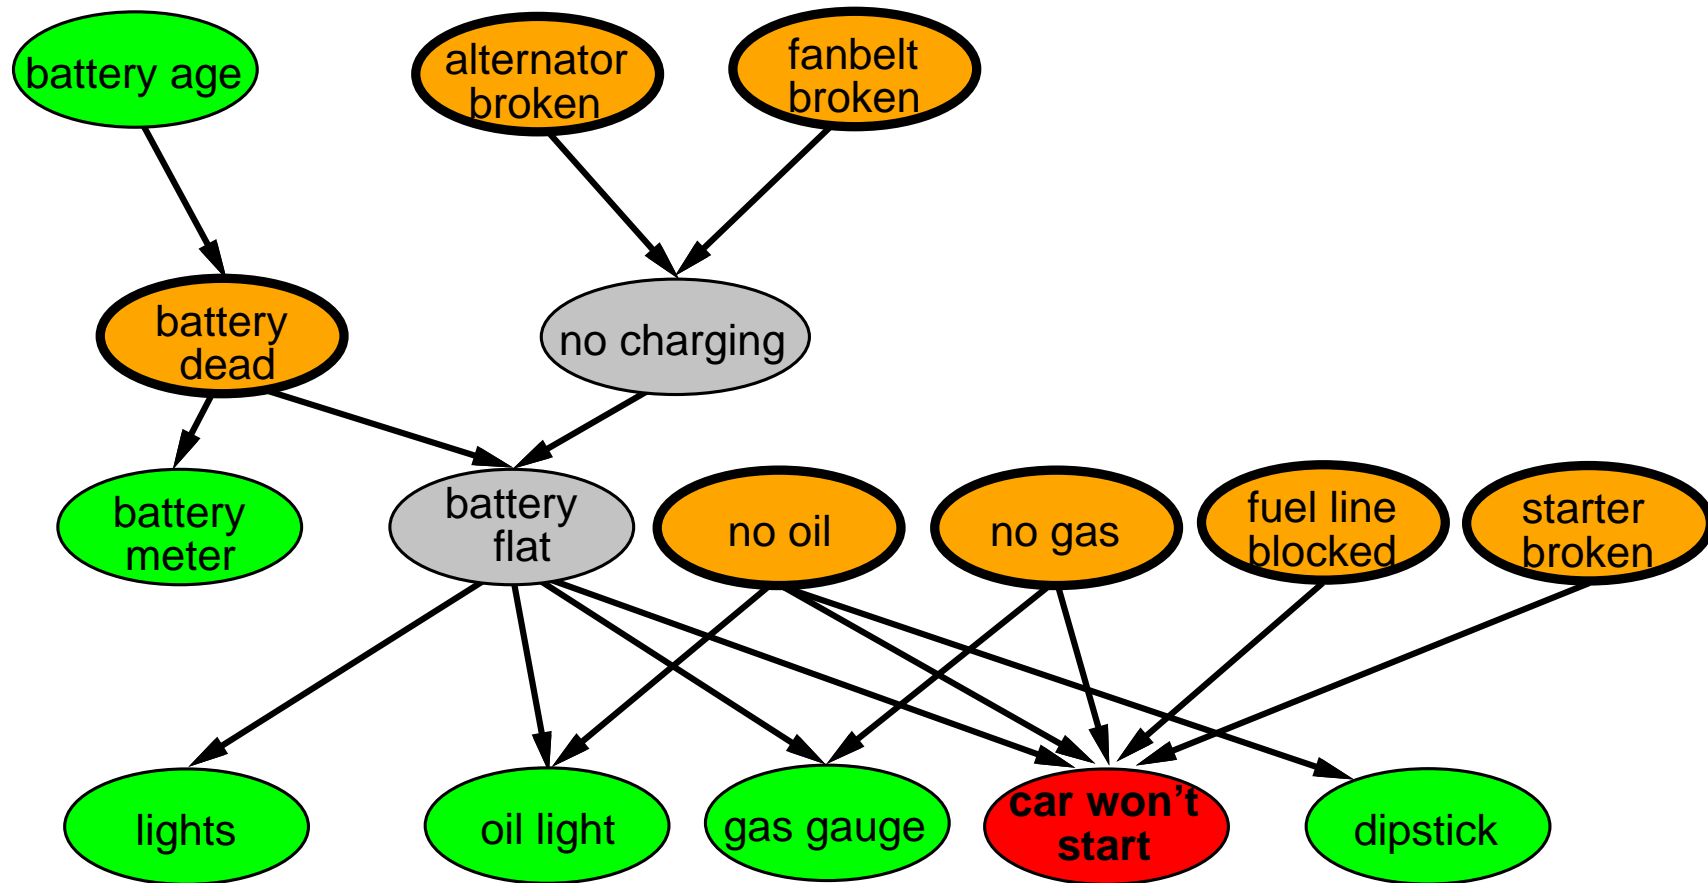 battery age
alternator
broken
fanbelt
broken
battery
dead
no charging
battery
meter
battery
flat
no oil
no gas
fuel line
blocked
starter
broken
lights
oil light
gas gauge
car won't
start
dipstick